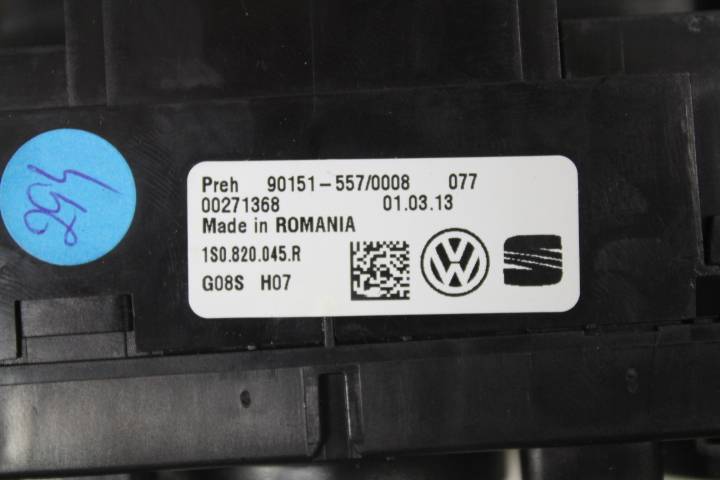 Preh 90151-557/0008 077
00271368 01.03.13
Made in ROMANIA
1S0.820.045.R
G08S H07